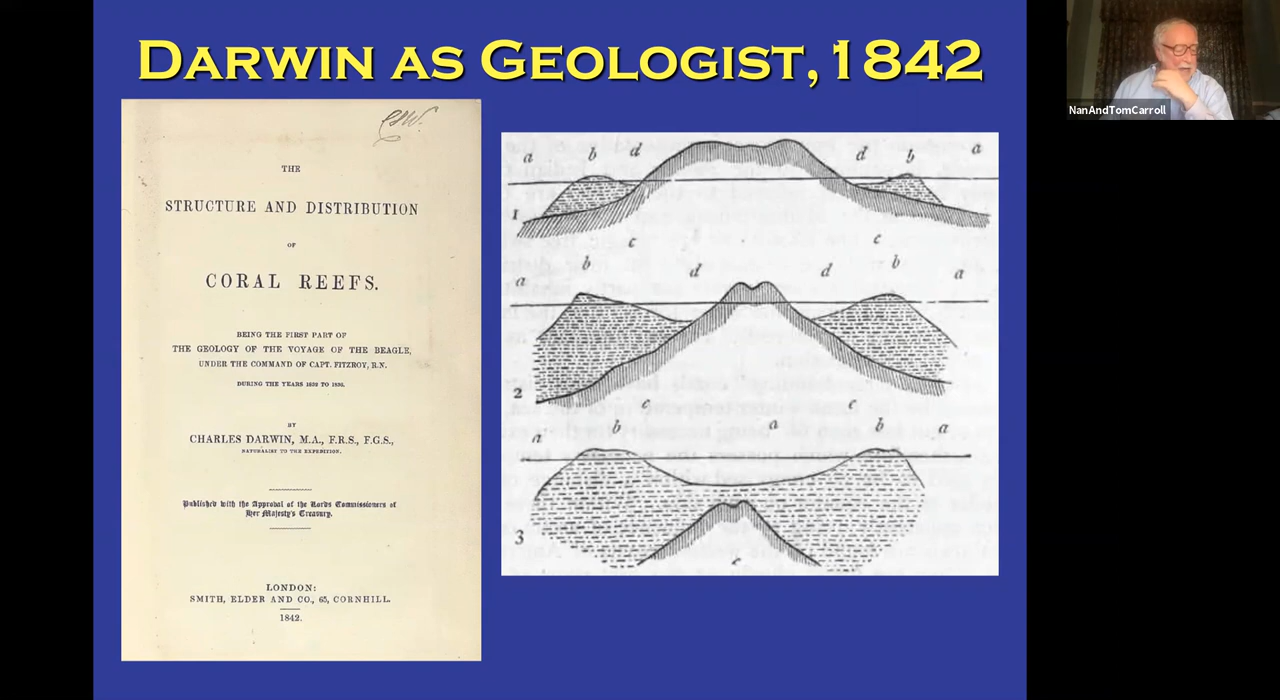 DARWIN AS GEOLOGIST, 1842
THE
STRUCTURE AND DISTRIBUTION
OF
CORAL REEFS.
BEING THE FIRST PART OF
THE GEOLOGY OF THE VOYAGE OF THE BEAGLE,
UNDER THE COMMAND OF CAPT. FITZROY, R.N.
DURING THE YEARS 1832 TO 1836.
BY
CHARLES DARWIN, M.A., F.R.S., F.G.S.,
NATURALIST TO THE EXPEDITION.
Published with the Approval of the Lords Commissioners of
Her Majesty's Treasury.
LONDON:
SMITH, ELDER AND CO., 65, CORNHILL.
1842.
a b d d b a
1
c c
a b d d b a
2
c c
a b a b a
3
c
NanAndTomCarroll